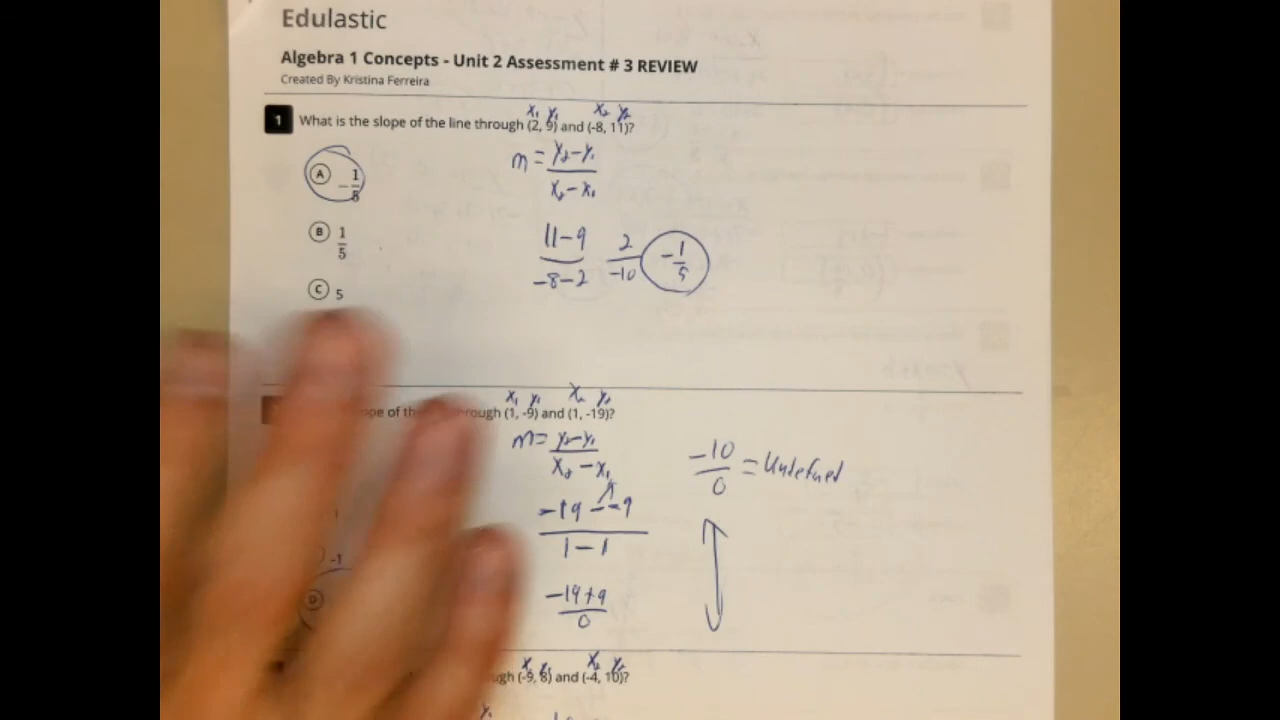 Edulastic
Algebra 1 Concepts - Unit 2 Assessment # 3 REVIEW
Created By Kristina Ferreira
x₁ y₁ x₂ y₂
1 What is the slope of the line through (2, 9) and (-8, 11)?
A -1/5
m = y₂-y₁ / x₂-x₁
B 1/5
11-9 / -8-2 2/-10 -1/5
C 5
x₁ y₁ x₂ y₂
ope of the through (1, -9) and (1, -19)?
m = y₂-y₁ / x₂-x₁
-10/0 = Undefined
-19--9 / 1-1
-1
D
-19+9 / 0
x₁ y₁ x₂ y₂
ugh (-9, 8) and (-4, 10)?